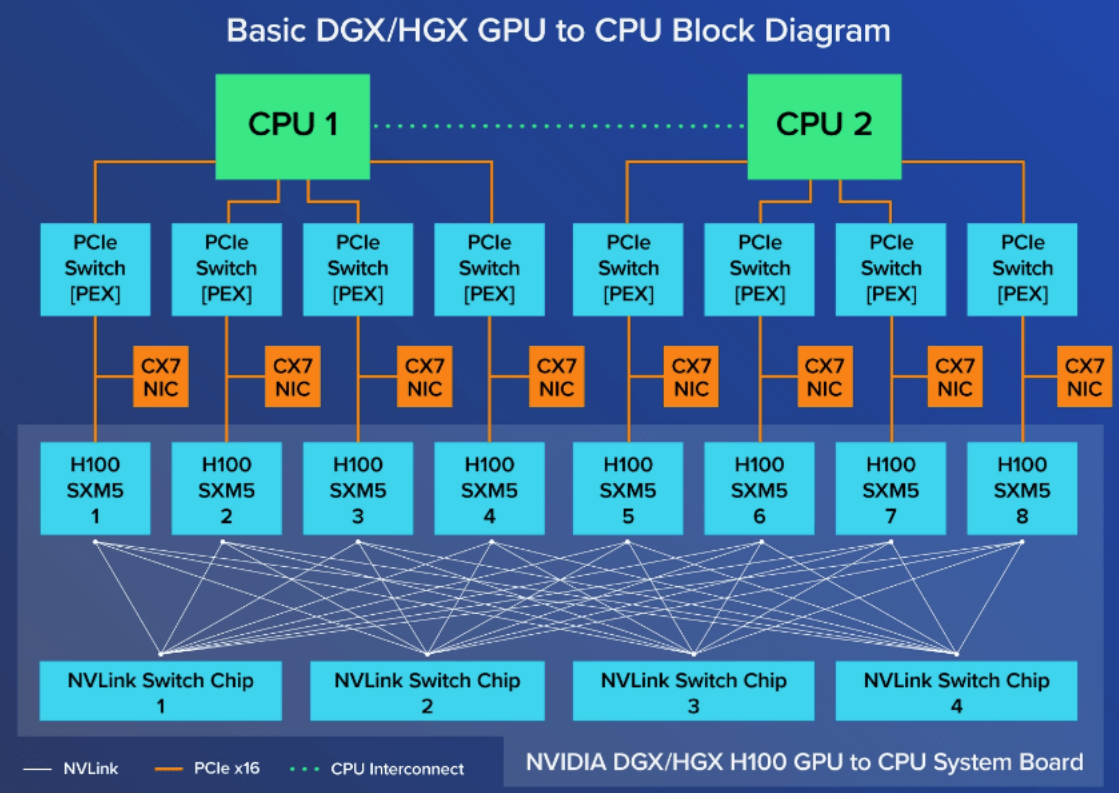 Basic DGX/HGX GPU to CPU Block Diagram
CPU 1
CPU 2
PCIe
Switch
[PEX]
PCIe
Switch
[PEX]
PCIe
Switch
[PEX]
PCIe
Switch
[PEX]
PCIe
Switch
[PEX]
PCIe
Switch
[PEX]
PCIe
Switch
[PEX]
PCIe
Switch
[PEX]
CX7
NIC
CX7
NIC
CX7
NIC
CX7
NIC
CX7
NIC
CX7
NIC
CX7
NIC
CX7
NIC
H100
SXM5
1
H100
SXM5
2
H100
SXM5
3
H100
SXM5
4
H100
SXM5
5
H100
SXM5
6
H100
SXM5
7
H100
SXM5
8
NVLink Switch Chip
1
NVLink Switch Chip
2
NVLink Switch Chip
3
NVLink Switch Chip
4
NVLink
PCIe x16
CPU Interconnect
NVIDIA DGX/HGX H100 GPU to CPU System Board